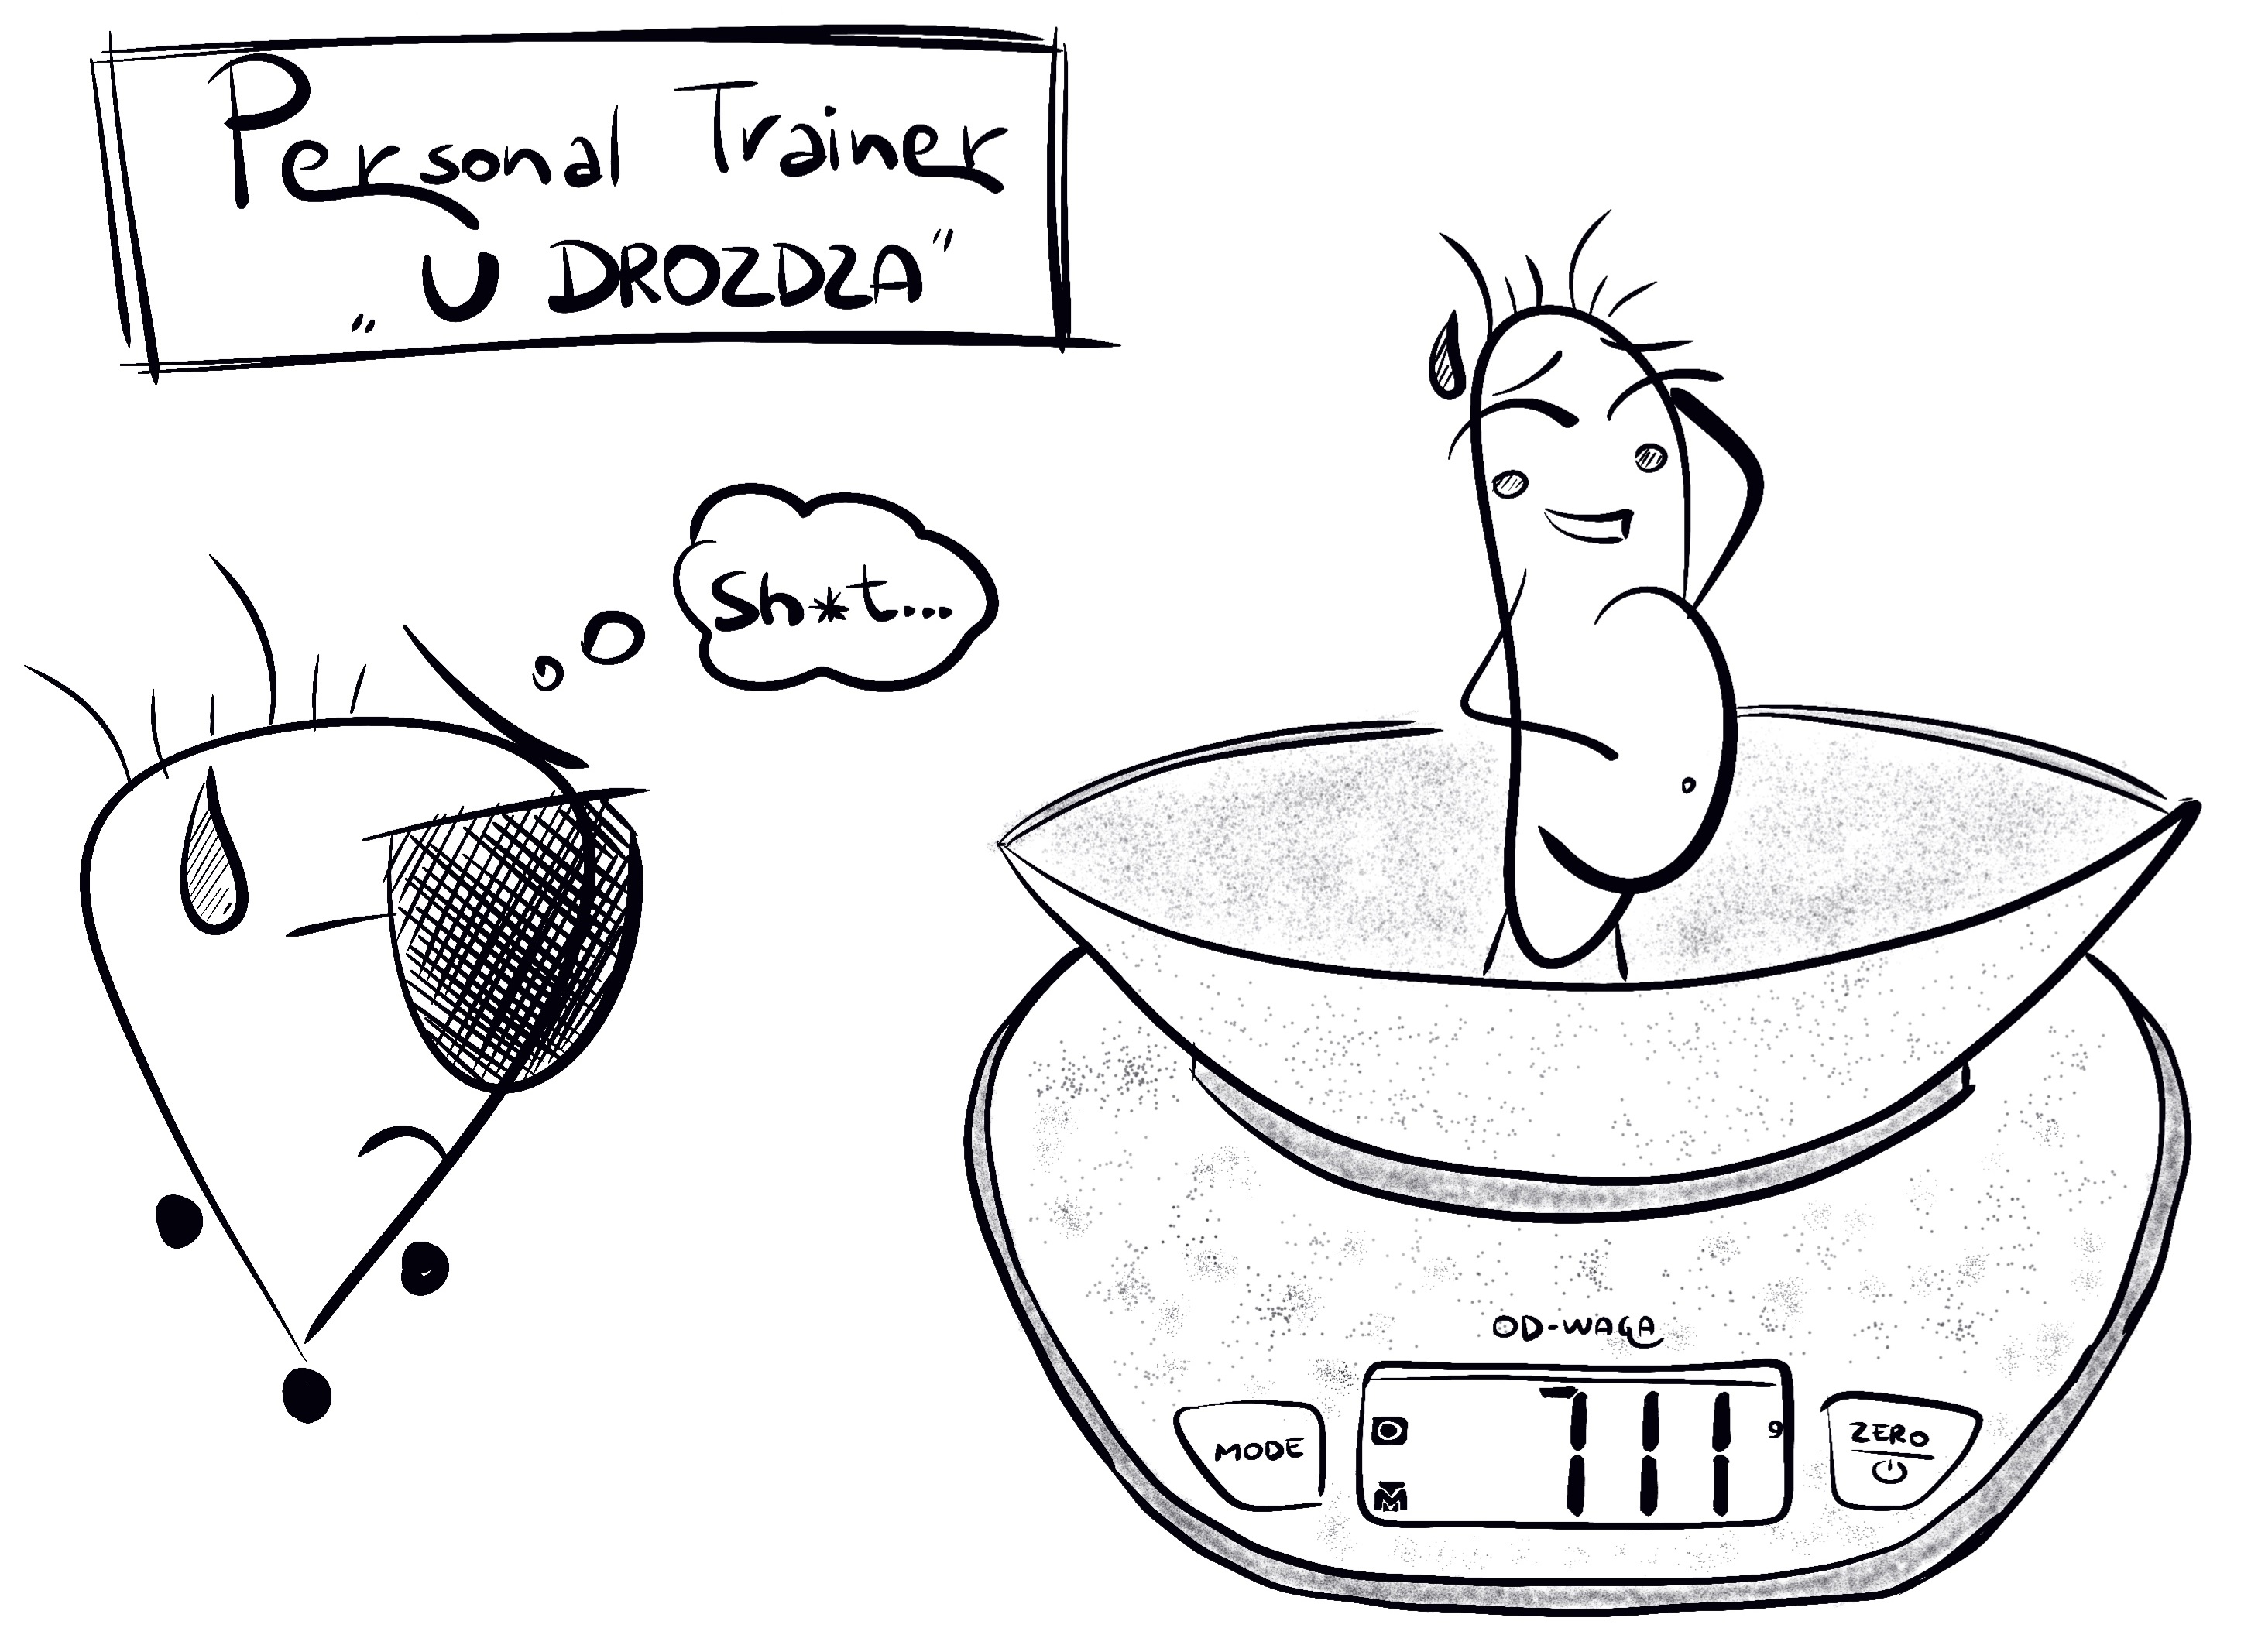 Personal Trainer
„U DROZDZA”
Sh*t...
OD-WAGA
MODE
711 g
ZERO